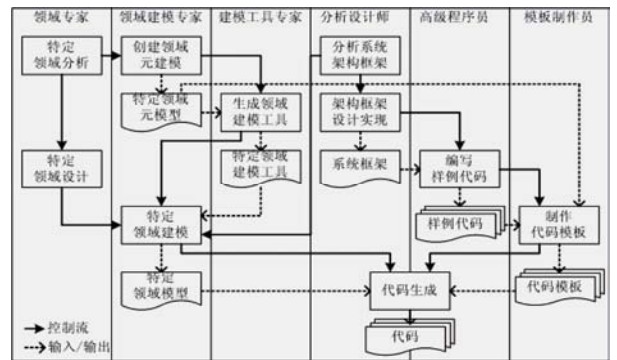 领域专家
领域建模专家
建模工具专家
分析设计师
高级程序员
模板制作员
特定
领域分析
创建领域
元建模
分析系统
架构框架
特定领域
元模型
生成领域
建模工具
架构框架
设计实现
特定
领域设计
特定领域
建模工具
系统框架
编写
样例代码
特定
领域建模
样例代码
制作
代码模板
特定
领域模型
代码生成
代码模板
控制流
输入/输出
代码